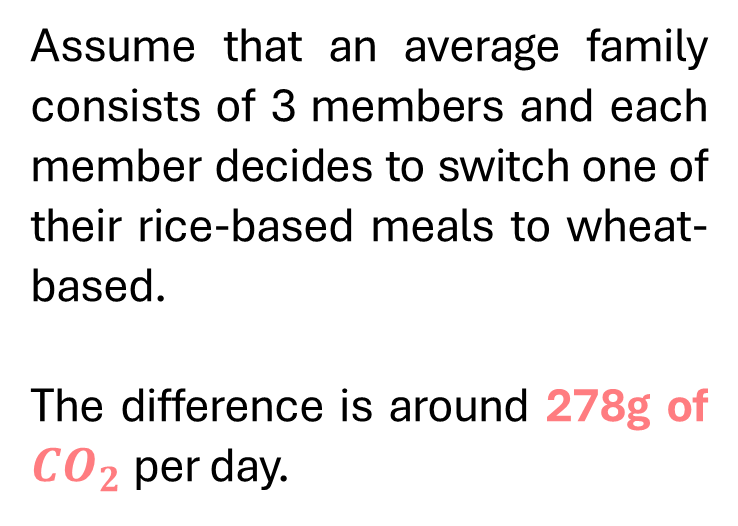 Assume that an average family
consists of 3 members and each
member decides to switch one of
their rice-based meals to wheat-
based.
The difference is around 278g of
CO₂ per day.